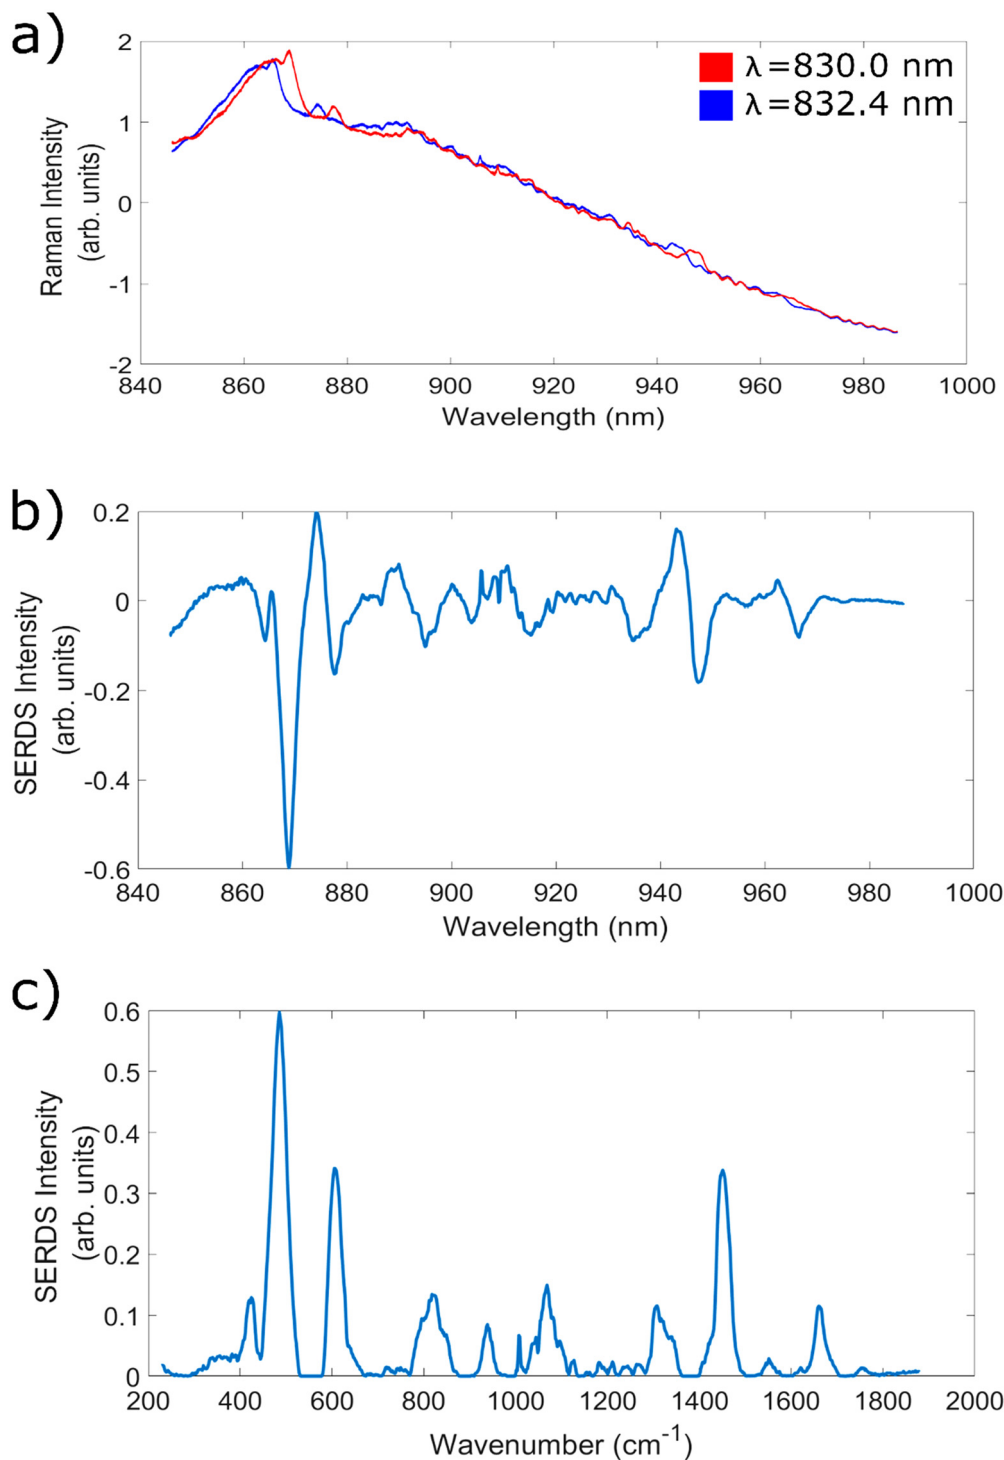 a)
λ=830.0 nm
λ=832.4 nm
Raman Intensity
(arb. units)
2
1
0
-1
-2
840 860 880 900 920 940 960 980 1000
Wavelength (nm)
b)
SERDS Intensity
(arb. units)
0.2
0
-0.2
-0.4
-0.6
840 860 880 900 920 940 960 980 1000
Wavelength (nm)
c)
SERDS Intensity
(arb. units)
0.6
0.5
0.4
0.3
0.2
0.1
0
200 400 600 800 1000 1200 1400 1600 1800 2000
Wavenumber (cm⁻¹)